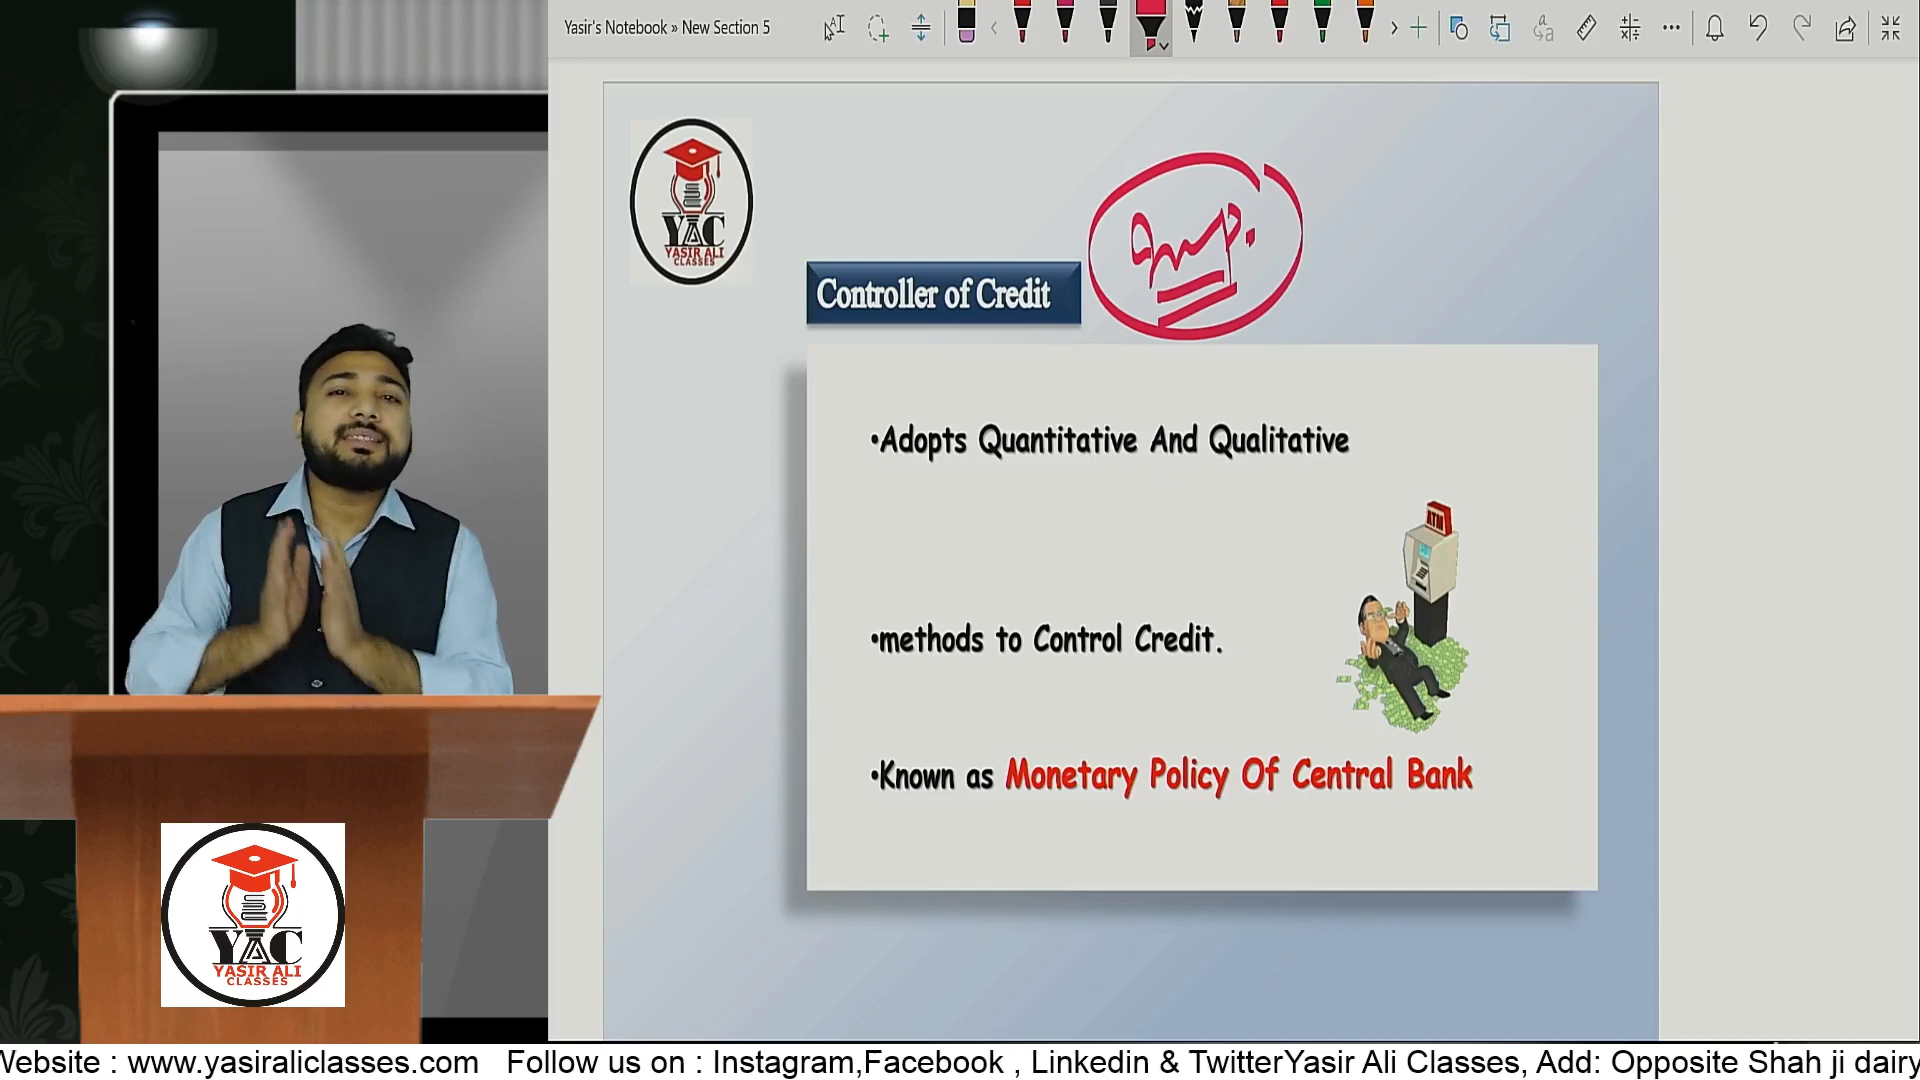 Yasir's Notebook » New Section 5
YAC
YASIR ALI
CLASSES
Imp.
Controller of Credit
•Adopts Quantitative And Qualitative
ATM
•methods to Control Credit.
•Known as Monetary Policy Of Central Bank
YAC
YASIR ALI
CLASSES
Website : www.yasiraliclasses.com Follow us on : Instagram,Facebook , Linkedin & TwitterYasir Ali Classes, Add: Opposite Shah ji dairy